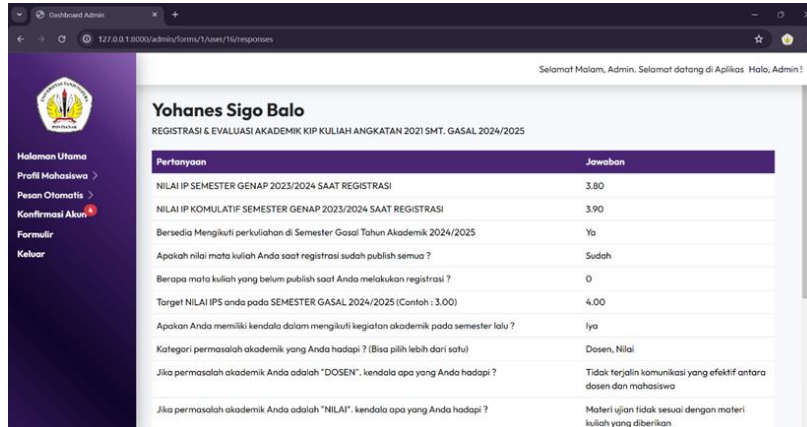 Dashboard Admin
127.0.0.1:8000/admin/forms/1/user/16/responses
Selamat Malam, Admin. Selamat datang di Aplikas Halo, Admin!
UNIVERSITAS TANJUNGPURA
PONTIANAK
Halaman Utama
Profil Mahasiswa >
Pesan Otomatis >
Konfirmasi Akun 4
Formulir
Keluar
Yohanes Sigo Balo
REGISTRASI & EVALUASI AKADEMIK KIP KULIAH ANGKATAN 2021 SMT. GASAL 2024/2025
Pertanyaan Jawaban
NILAI IP SEMESTER GENAP 2023/2024 SAAT REGISTRASI 3.80
NILAI IP KOMULATIF SEMESTER GENAP 2023/2024 SAAT REGISTRASI 3.90
Bersedia Mengikuti perkuliahan di Semester Gasal Tahun Akademik 2024/2025 Ya
Apakah nilai mata kuliah Anda saat registrasi sudah publish semua ? Sudah
Berapa mata kuliah yang belum publish saat Anda melakukan registrasi ? 0
Target NILAI IPS anda pada SEMESTER GASAL 2024/2025 (Contoh : 3.00) 4.00
Apakan Anda memiliki kendala dalam mengikuti kegiatan akademik pada semester lalu ? Iya
Kategori permasalah akademik yang Anda hadapi ? (Bisa pilih lebih dari satu) Dosen, Nilai
Jika permasalah akademik Anda adalah "DOSEN". kendala apa yang Anda hadapi ? Tidak terjalin komunikasi yang efektif antara
dosen dan mahasiswa
Jika permasalah akademik Anda adalah "NILAI". kendala apa yang Anda hadapi ? Materi ujian tidak sesuai dengan materi
kuliah yang diberikan